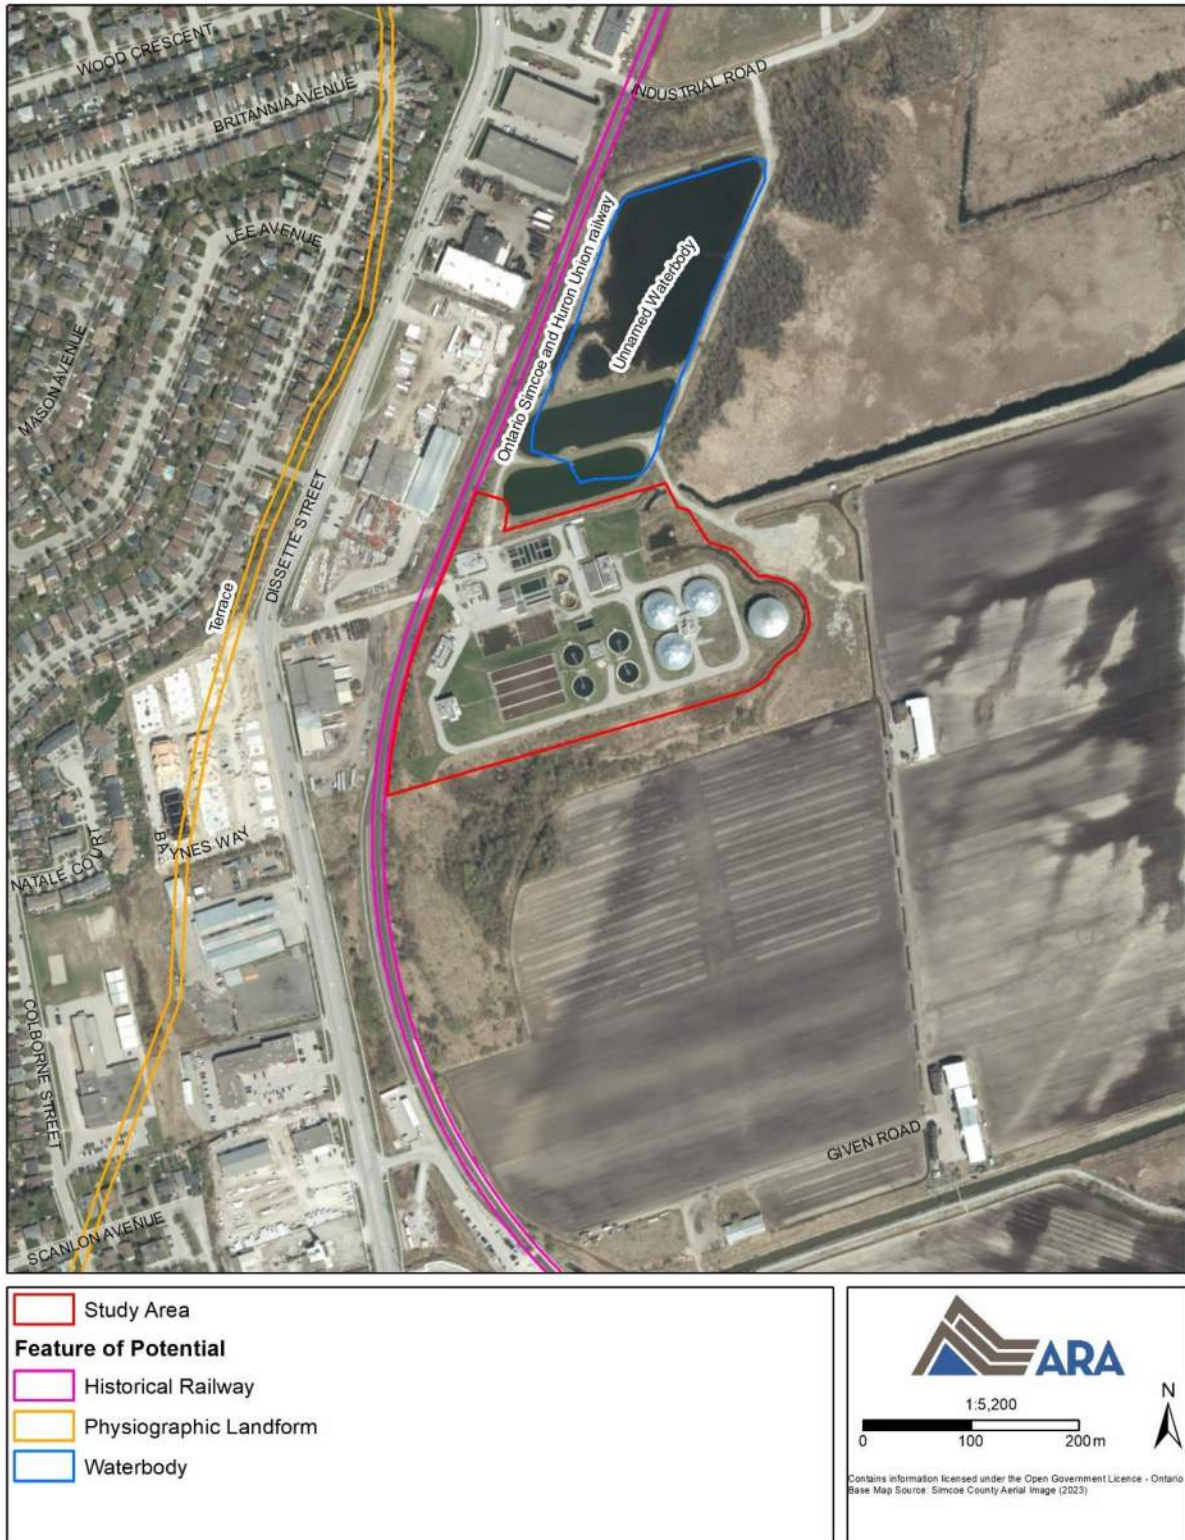 WOOD CRESCENT
BRITANNIA AVENUE
INDUSTRIAL ROAD
LEE AVENUE
MASON AVENUE
Ontario Simcoe and Huron Union railway
Unnamed Waterbody
DISSETTE STREET
Terrace
BAYNES WAY
NATALE COURT
COLBORNE STREET
GIVEN ROAD
SCANLON AVENUE
Study Area
Feature of Potential
Historical Railway
Physiographic Landform
Waterbody
ARA
1:5,200
N
0 100 200 m
Contains information licensed under the Open Government Licence - Ontario
Base Map Source: Simcoe County Aerial Image (2023)